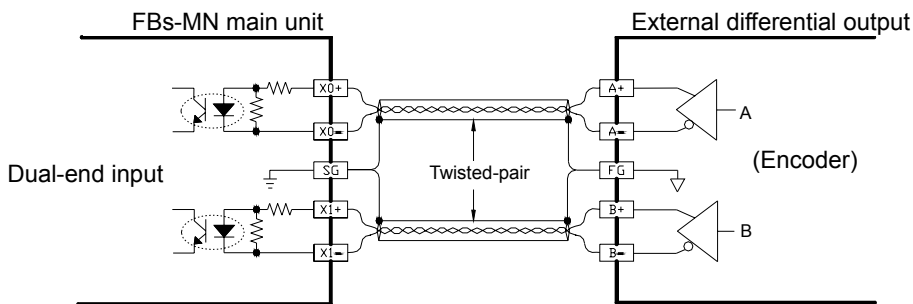 FBs-MN main unit
External differential output
X0+
A+
A
X0-
A-
Dual-end input
SG
Twisted-pair
FG
(Encoder)
X1+
B+
B
X1-
B-